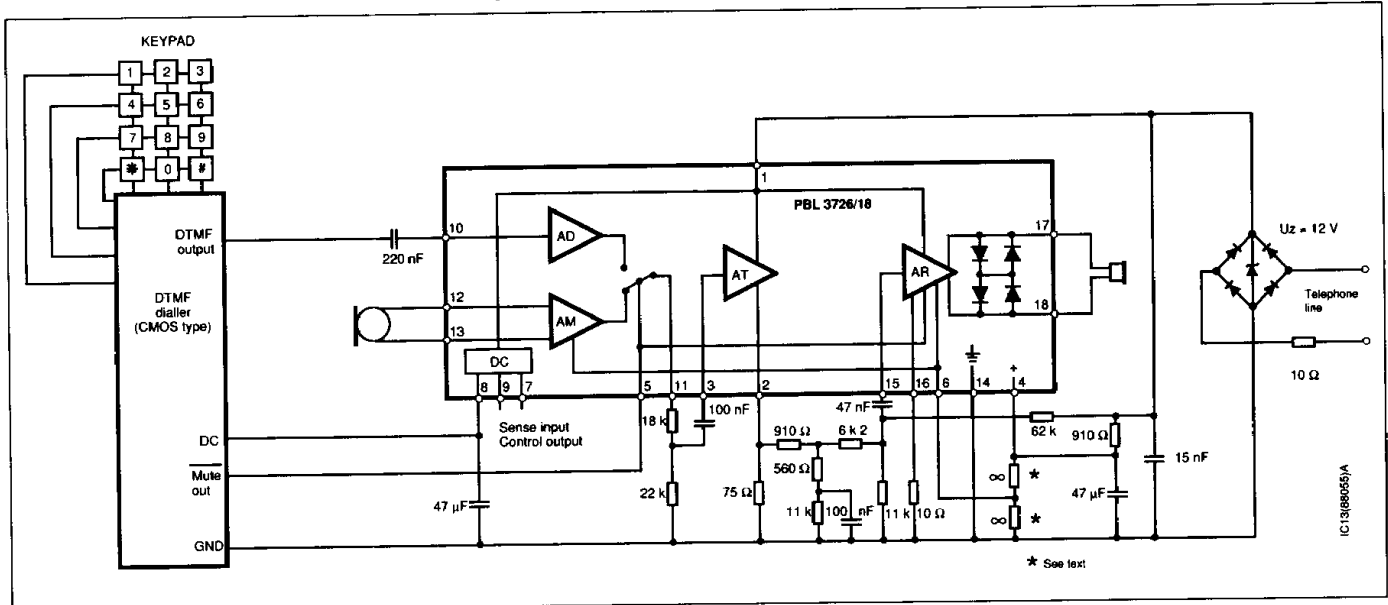 KEYPAD
1 2 3
4 5 6
7 8 9
✱ 0 #
DTMF
output
DTMF
dialler
(CMOS type)
DC
Mute
out
GND
220 nF
10
12
13
AD
AM
DC
8 9 7
Sense input
Control output
47 µF
1
PBL 3726/18
AT
AR
17
18
5 11 3 2 15 16 6 14 4
+
18 k
22 k
100 nF
75 Ω
910 Ω
560 Ω
11 k
100 nF
6 k 2
47 nF
11 k
10 Ω
62 k
910 Ω
∞ *
∞ *
47 µF
15 nF
* See text
Uz = 12 V
Telephone
line
10 Ω
IC13(88055)A